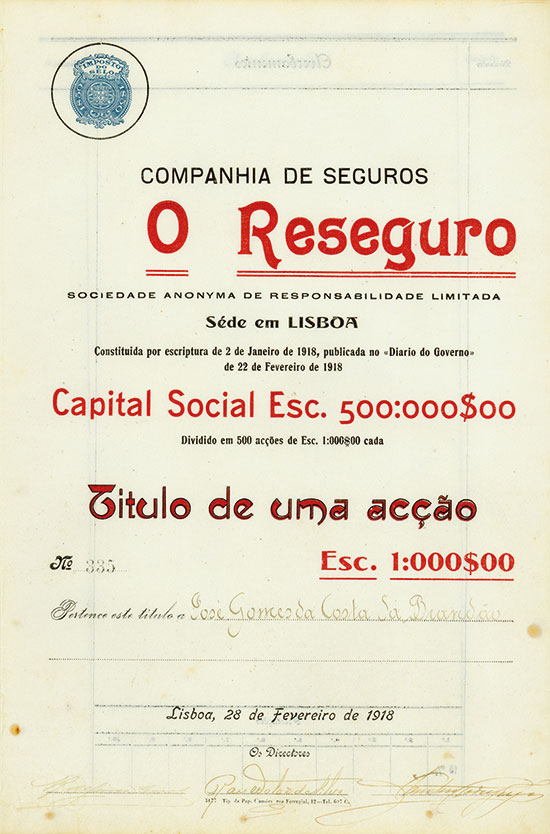 IMPOSTO
DO
SELO
COMPANHIA DE SEGUROS
O Reseguro
SOCIEDADE ANONYMA DE RESPONSABILIDADE LIMITADA
Séde em LISBOA
Constituida por escriptura de 2 de Janeiro de 1918, publicada no «Diario do Governo»
de 22 de Fevereiro de 1918
Capital Social Esc. 500:000$00
Dividido em 500 acções de Esc. 1:000$00 cada
Titulo de uma acção
Nº 335
Esc. 1:000$00
Pertence este titulo a José Gomes da Costa Sá Brandão
Lisboa, 28 de Fevereiro de 1918
Os Directores
Tip. da Pap.